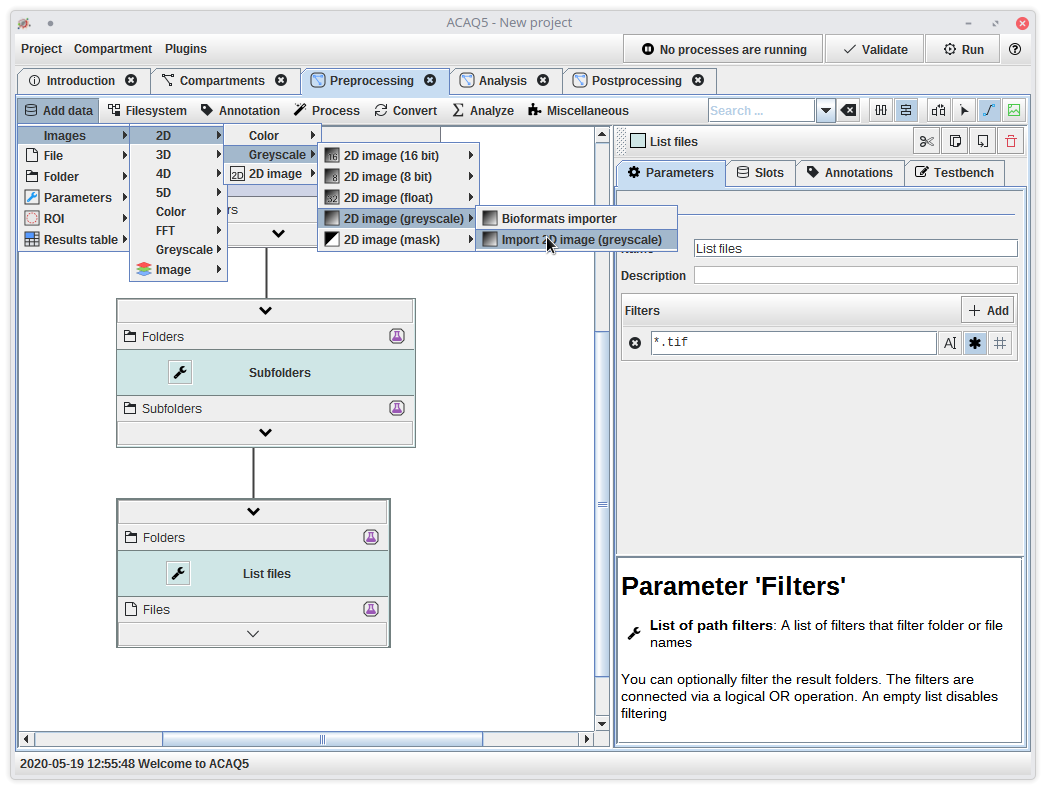 ACAQ5 - New project
Project Compartment Plugins No processes are running Validate Run
Introduction Compartments Preprocessing Analysis Postprocessing
Add data Filesystem Annotation Process Convert Analyze Miscellaneous Search ...
Images
File
Folder
Parameters
ROI
Results table
2D
3D
4D
5D
Color
FFT
Greyscale
Image
Color
Greyscale
2D 2D image
16 2D image (16 bit)
8 2D image (8 bit)
32 2D image (float)
2D image (greyscale)
2D image (mask)
Bioformats importer
Import 2D image (greyscale)
Folders
Subfolders
Subfolders
Folders
List files
Files
List files
Parameters Slots Annotations Testbench
List files
Description
Filters Add
*.tif
Parameter 'Filters'
List of path filters: A list of filters that filter folder or file
names
You can optionally filter the result folders. The filters are
connected via a logical OR operation. An empty list disables
filtering
2020-05-19 12:55:48 Welcome to ACAQ5